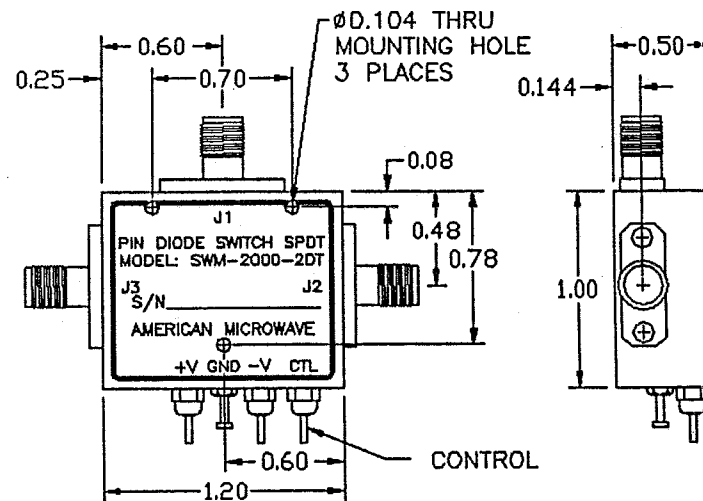 ø0.104 THRU
MOUNTING HOLE
3 PLACES
0.60
0.50
0.25
0.70
0.144
0.08
J1
PIN DIODE SWITCH SPDT
MODEL: SWM-2000-2DT
0.48
0.78
J3
J2
S/N
1.00
AMERICAN MICROWAVE
+V GND -V CTL
0.60
CONTROL
1.20